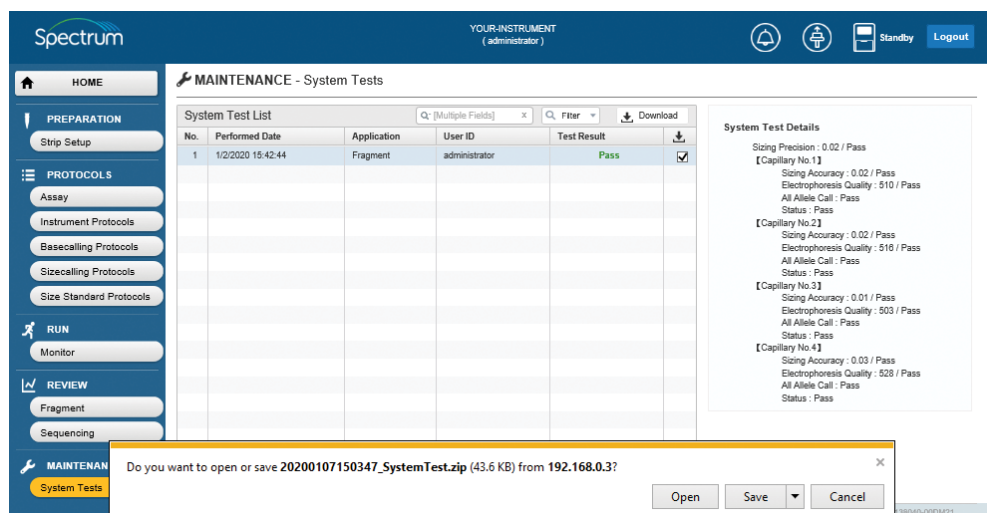 Spectrum
YOUR-INSTRUMENT
( administrator )
Standby
Logout
HOME
MAINTENANCE - System Tests
PREPARATION
Strip Setup
PROTOCOLS
Assay
Instrument Protocols
Basecalling Protocols
Sizecalling Protocols
Size Standard Protocols
RUN
Monitor
REVIEW
Fragment
Sequencing
MAINTENAN
System Tests
System Test List
[Multiple Fields] x
Filter
Download
No. Performed Date Application User ID Test Result
1 1/2/2020 15:42:44 Fragment administrator Pass
System Test Details
Sizing Precision : 0.02 / Pass
【Capillary No.1】
Sizing Accuracy : 0.02 / Pass
Electrophoresis Quality : 510 / Pass
All Allele Call : Pass
Status : Pass
【Capillary No.2】
Sizing Accuracy : 0.02 / Pass
Electrophoresis Quality : 516 / Pass
All Allele Call : Pass
Status : Pass
【Capillary No.3】
Sizing Accuracy : 0.01 / Pass
Electrophoresis Quality : 503 / Pass
All Allele Call : Pass
Status : Pass
【Capillary No.4】
Sizing Accuracy : 0.03 / Pass
Electrophoresis Quality : 528 / Pass
All Allele Call : Pass
Status : Pass
Do you want to open or save 20200107150347_SystemTest.zip (43.6 KB) from 192.168.0.3?
×
Open
Save
Cancel